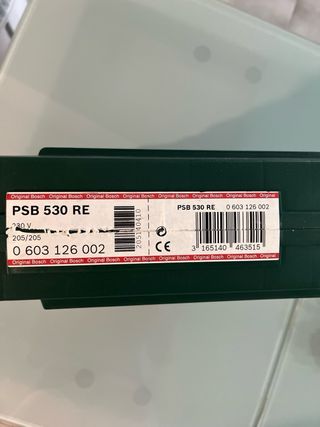 Original Bosch Original Bosch Original Bosch Original Bosch Original Bosch Original Bosch
PSB 530 RE
230 V
205/205
0 603 126 002
PSB 530 RE 0 603 126 002
CE
3 165140 463515
Original Bosch Original Bosch Original Bosch Original Bosch Original Bosch Original Bosch